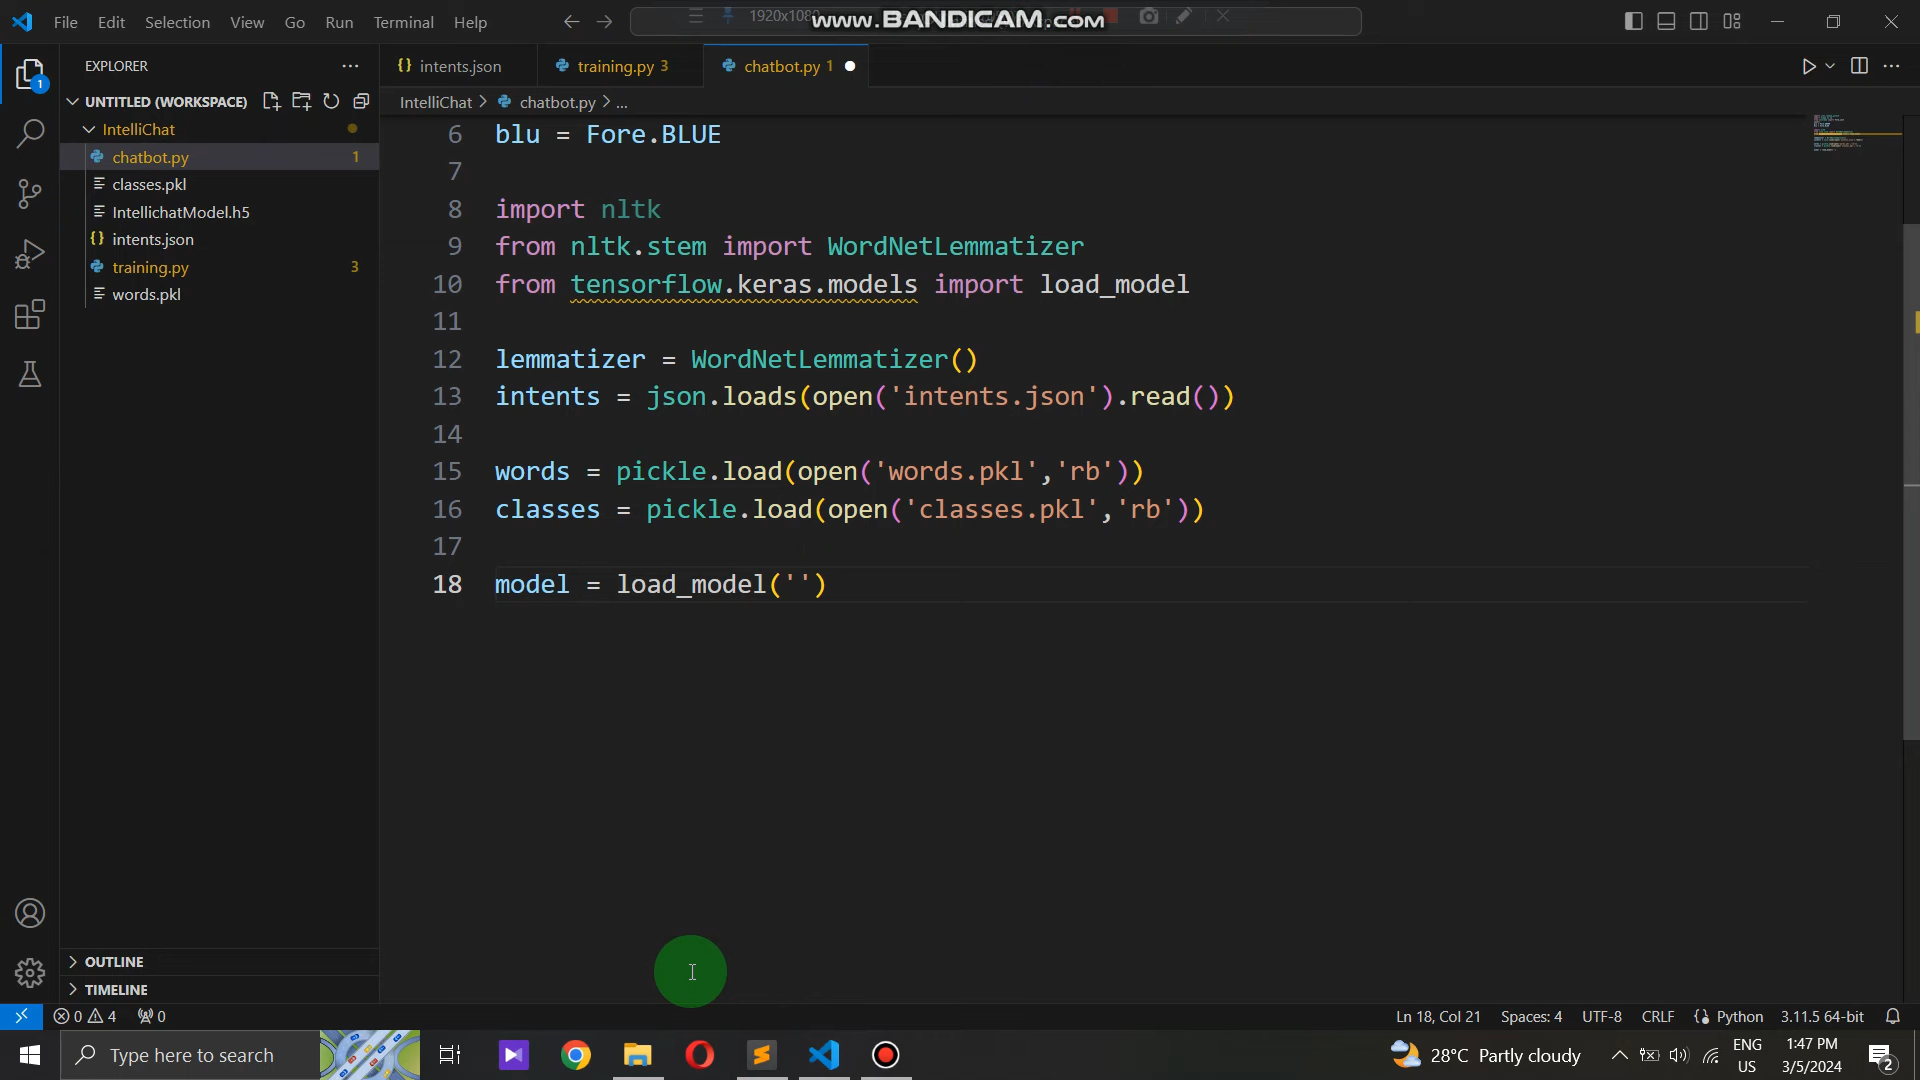 File Edit Selection View Go Run Terminal Help
1920x1080
www.BANDICAM.com
EXPLORER
UNTITLED (WORKSPACE)
IntelliChat
chatbot.py 1
classes.pkl
IntellichatModel.h5
intents.json
training.py 3
words.pkl
OUTLINE
TIMELINE
intents.json training.py 3 chatbot.py 1
IntelliChat > chatbot.py > ...
6 blu = Fore.BLUE
7
8 import nltk
9 from nltk.stem import WordNetLemmatizer
10 from tensorflow.keras.models import load_model
11
12 lemmatizer = WordNetLemmatizer()
13 intents = json.loads(open('intents.json').read())
14
15 words = pickle.load(open('words.pkl','rb'))
16 classes = pickle.load(open('classes.pkl','rb'))
17
18 model = load_model('')
0 4 0
Ln 18, Col 21 Spaces: 4 UTF-8 CRLF Python 3.11.5 64-bit
Type here to search
28°C Partly cloudy
ENG
US
1:47 PM
3/5/2024
2